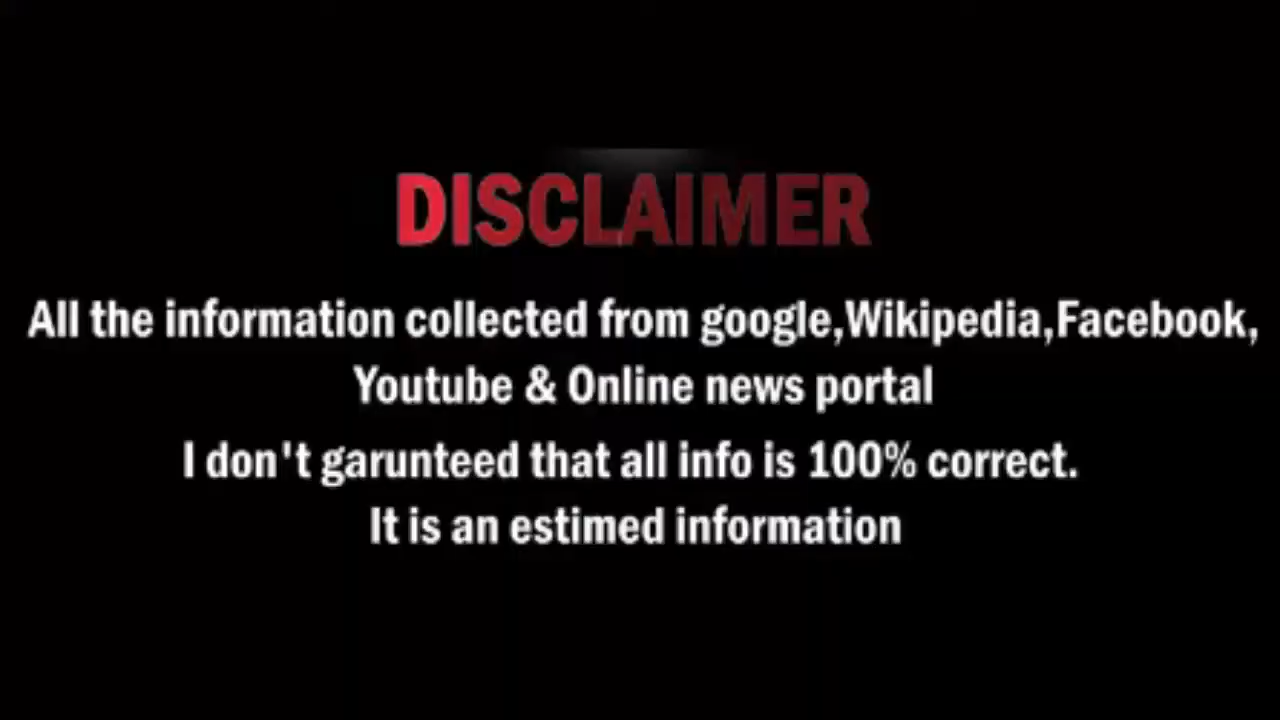 DISCLAIMER
All the information collected from google,Wikipedia,Facebook,
Youtube & Online news portal
I don't garunteed that all info is 100% correct.
It is an estimed information